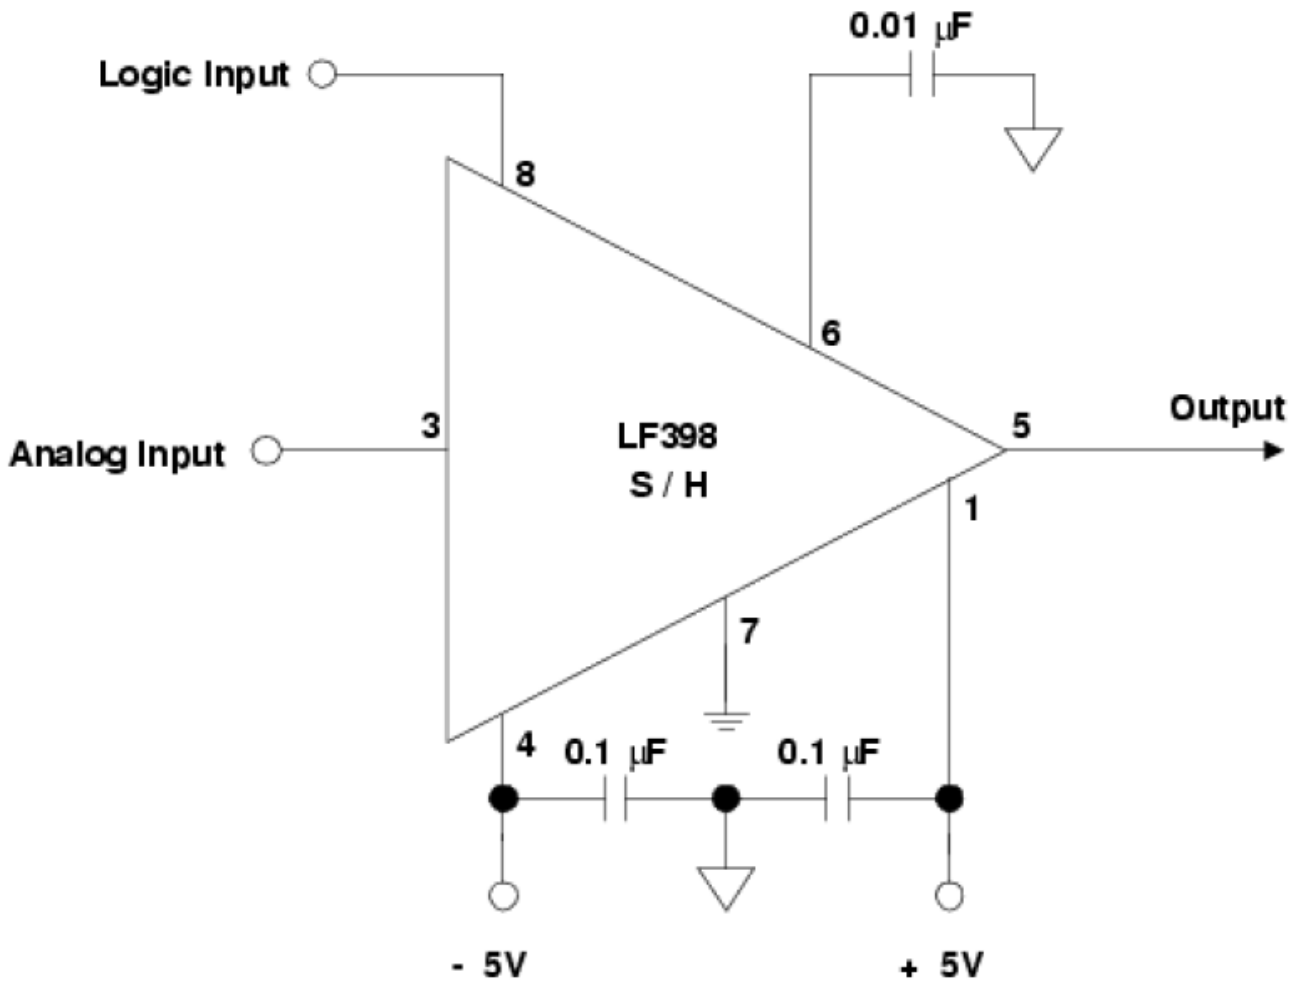 0.01 µF
Logic Input
8
6
3
LF398
S / H
5
Output
Analog Input
1
7
4
0.1 µF
0.1 µF
- 5V
+ 5V